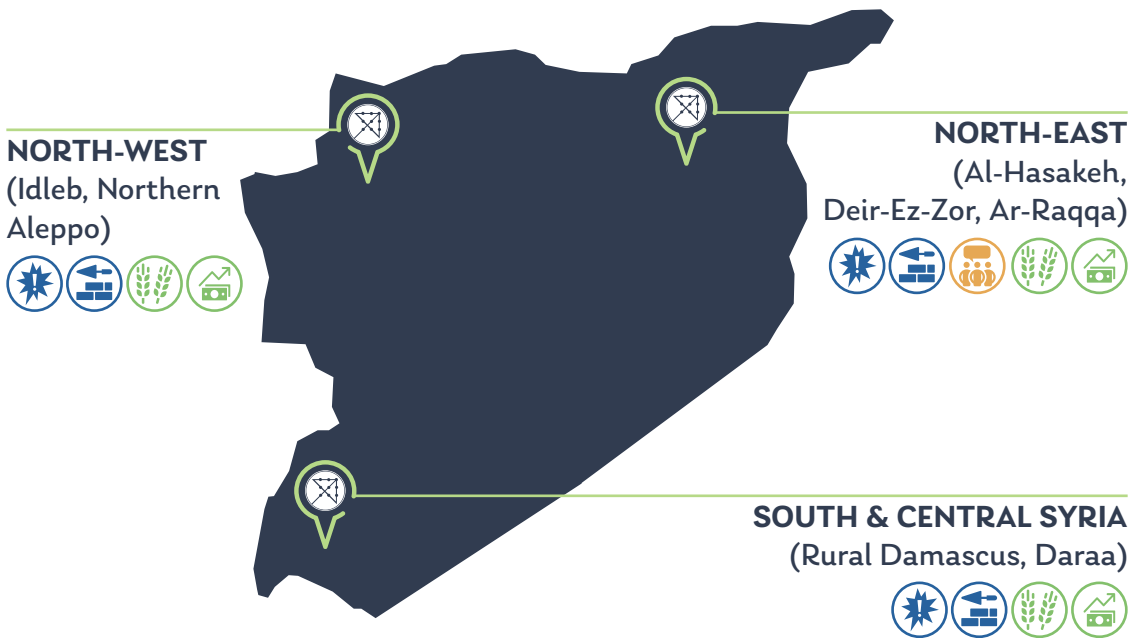 NORTH-WEST
(Idleb, Northern
Aleppo)
NORTH-EAST
(Al-Hasakeh,
Deir-Ez-Zor, Ar-Raqqa)
SOUTH & CENTRAL SYRIA
(Rural Damascus, Daraa)